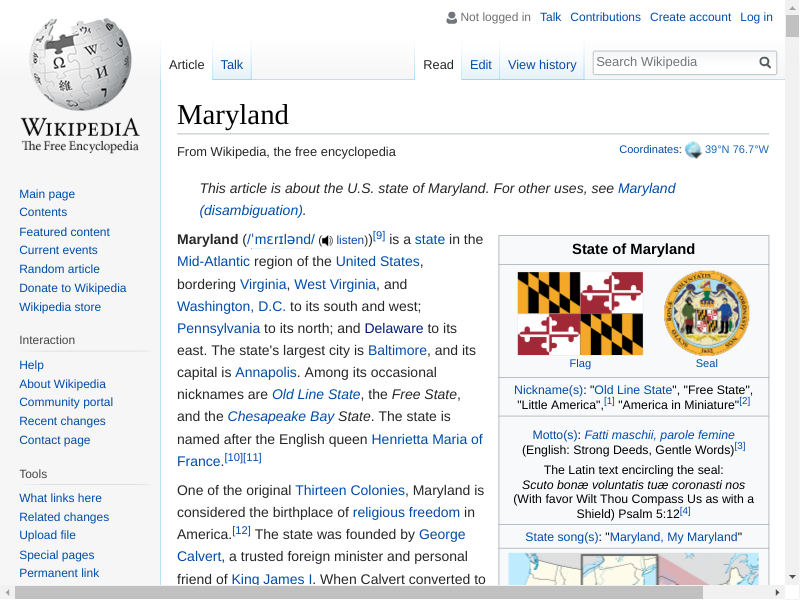 Not logged in Talk Contributions Create account Log in
Article Talk Read Edit View history Search Wikipedia
WIKIPEDIA
The Free Encyclopedia
Main page
Contents
Featured content
Current events
Random article
Donate to Wikipedia
Wikipedia store
Interaction
Help
About Wikipedia
Community portal
Recent changes
Contact page
Tools
What links here
Related changes
Upload file
Special pages
Permanent link
Maryland
From Wikipedia, the free encyclopedia
Coordinates: 39°N 76.7°W
This article is about the U.S. state of Maryland. For other uses, see Maryland
(disambiguation).
Maryland (/ˈmɛrɪlənd/ (listen))[9] is a state in the
Mid-Atlantic region of the United States,
bordering Virginia, West Virginia, and
Washington, D.C. to its south and west;
Pennsylvania to its north; and Delaware to its
east. The state's largest city is Baltimore, and its
capital is Annapolis. Among its occasional
nicknames are Old Line State, the Free State,
and the Chesapeake Bay State. The state is
named after the English queen Henrietta Maria of
France.[10][11]
One of the original Thirteen Colonies, Maryland is
considered the birthplace of religious freedom in
America.[12] The state was founded by George
Calvert, a trusted foreign minister and personal
friend of King James I. When Calvert converted to
State of Maryland
Flag Seal
Nickname(s): "Old Line State", "Free State",
"Little America",[1] "America in Miniature"[2]
Motto(s): Fatti maschii, parole femine
(English: Strong Deeds, Gentle Words)[3]
The Latin text encircling the seal:
Scuto bonæ voluntatis tuæ coronasti nos
(With favor Wilt Thou Compass Us as with a
Shield) Psalm 5:12[4]
State song(s): "Maryland, My Maryland"